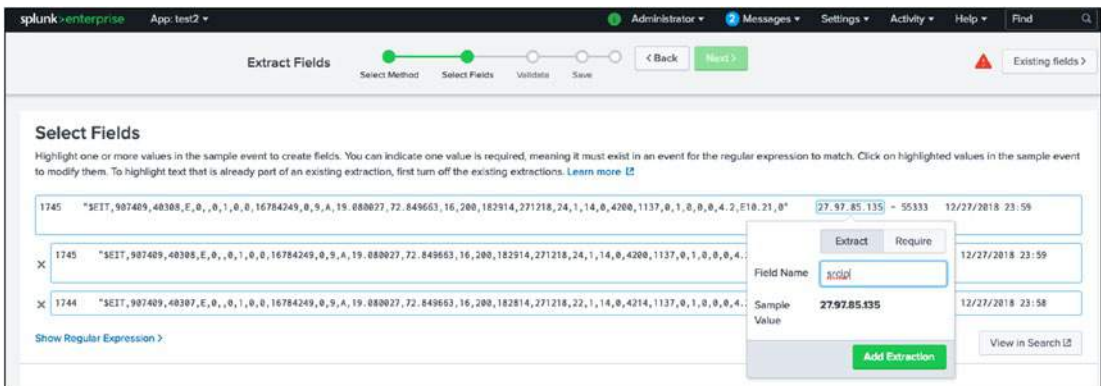 splunk>enterprise App: test2 ▾ Administrator ▾ 2 Messages ▾ Settings ▾ Activity ▾ Help ▾ Find
Extract Fields
Select Method Select Fields Validate Save
< Back Next > Existing fields >
Select Fields
Highlight one or more values in the sample event to create fields. You can indicate one value is required, meaning it must exist in an event for the regular expression to match. Click on highlighted values in the sample event
to modify them. To highlight text that is already part of an existing extraction, first turn off the existing extractions. Learn more
1745 "$EIT,907409,40308,E,0,,0,1,0,0,16784249,0,9,A,19.080027,72.849663,16,200,182914,271218,24,1,14,0,4200,1137,0,1,0,0,0,4.2,E10.21,0" 27.97.85.135 - 55333 12/27/2018 23:59
Extract Require
1745 "$EIT,907409,40308,E,0,,0,1,0,0,16784249,0,9,A,19.080027,72.849663,16,200,182914,271218,24,1,14,0,4200,1137,0,1,0,0,0,4. 12/27/2018 23:59
Field Name srcip
1744 "$EIT,907409,40307,E,0,,0,1,0,0,16784249,0,9,A,19.080027,72.849663,16,200,182814,271218,22,1,14,0,4214,1137,0,1,0,0,0,4. 12/27/2018 23:58
Sample Value 27.97.85.135
Show Regular Expression >
View in Search
Add Extraction